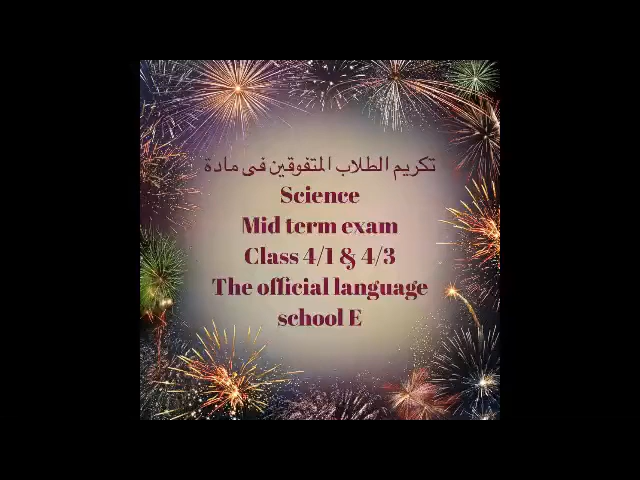 تكريم الطلاب المتفوقين فى مادة
Science
Mid term exam
Class 4/1 & 4/3
The official language
school E